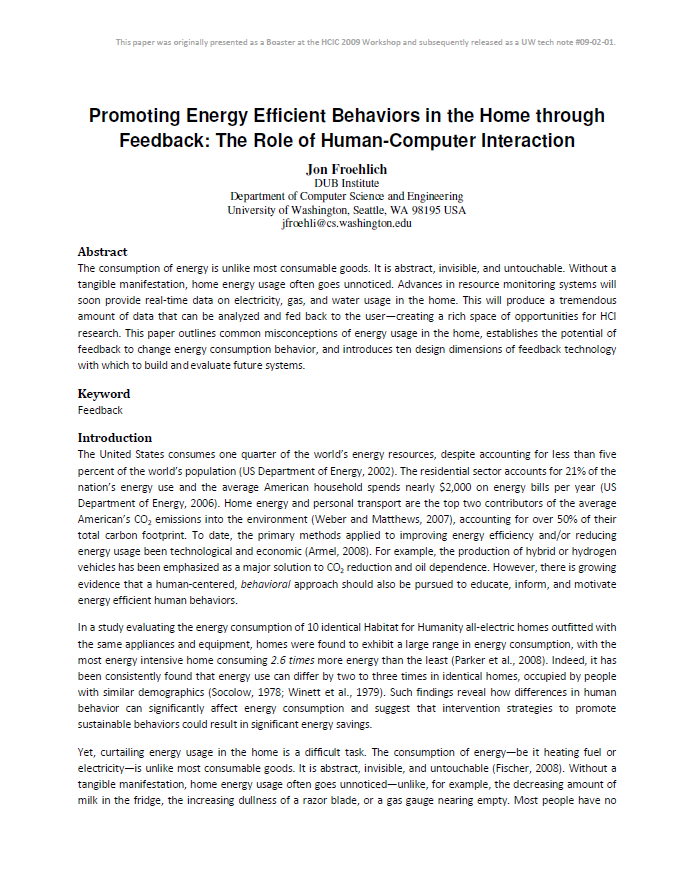 This paper was originally presented as a Boaster at the HCIC 2009 Workshop and subsequently released as a UW tech note #09-02-01.
Promoting Energy Efficient Behaviors in the Home through
Feedback: The Role of Human-Computer Interaction
Jon Froehlich
DUB Institute
Department of Computer Science and Engineering
University of Washington, Seattle, WA 98195 USA
jfroehli@cs.washington.edu
Abstract
The consumption of energy is unlike most consumable goods. It is abstract, invisible, and untouchable. Without a
tangible manifestation, home energy usage often goes unnoticed. Advances in resource monitoring systems will
soon provide real-time data on electricity, gas, and water usage in the home. This will produce a tremendous
amount of data that can be analyzed and fed back to the user—creating a rich space of opportunities for HCI
research. This paper outlines common misconceptions of energy usage in the home, establishes the potential of
feedback to change energy consumption behavior, and introduces ten design dimensions of feedback technology
with which to build and evaluate future systems.
Keyword
Feedback
Introduction
The United States consumes one quarter of the world's energy resources, despite accounting for less than five
percent of the world's population (US Department of Energy, 2002). The residential sector accounts for 21% of the
nation's energy use and the average American household spends nearly $2,000 on energy bills per year (US
Department of Energy, 2006). Home energy and personal transport are the top two contributors of the average
American's CO₂ emissions into the environment (Weber and Matthews, 2007), accounting for over 50% of their
total carbon footprint. To date, the primary methods applied to improving energy efficiency and/or reducing
energy usage been technological and economic (Armel, 2008). For example, the production of hybrid or hydrogen
vehicles has been emphasized as a major solution to CO₂ reduction and oil dependence. However, there is growing
evidence that a human-centered, behavioral approach should also be pursued to educate, inform, and motivate
energy efficient human behaviors.
In a study evaluating the energy consumption of 10 identical Habitat for Humanity all-electric homes outfitted with
the same appliances and equipment, homes were found to exhibit a large range in energy consumption, with the
most energy intensive home consuming 2.6 times more energy than the least (Parker et al., 2008). Indeed, it has
been consistently found that energy use can differ by two to three times in identical homes, occupied by people
with similar demographics (Socolow, 1978; Winett et al., 1979). Such findings reveal how differences in human
behavior can significantly affect energy consumption and suggest that intervention strategies to promote
sustainable behaviors could result in significant energy savings.
Yet, curtailing energy usage in the home is a difficult task. The consumption of energy—be it heating fuel or
electricity—is unlike most consumable goods. It is abstract, invisible, and untouchable (Fischer, 2008). Without a
tangible manifestation, home energy usage often goes unnoticed—unlike, for example, the decreasing amount of
milk in the fridge, the increasing dullness of a razor blade, or a gas gauge nearing empty. Most people have no